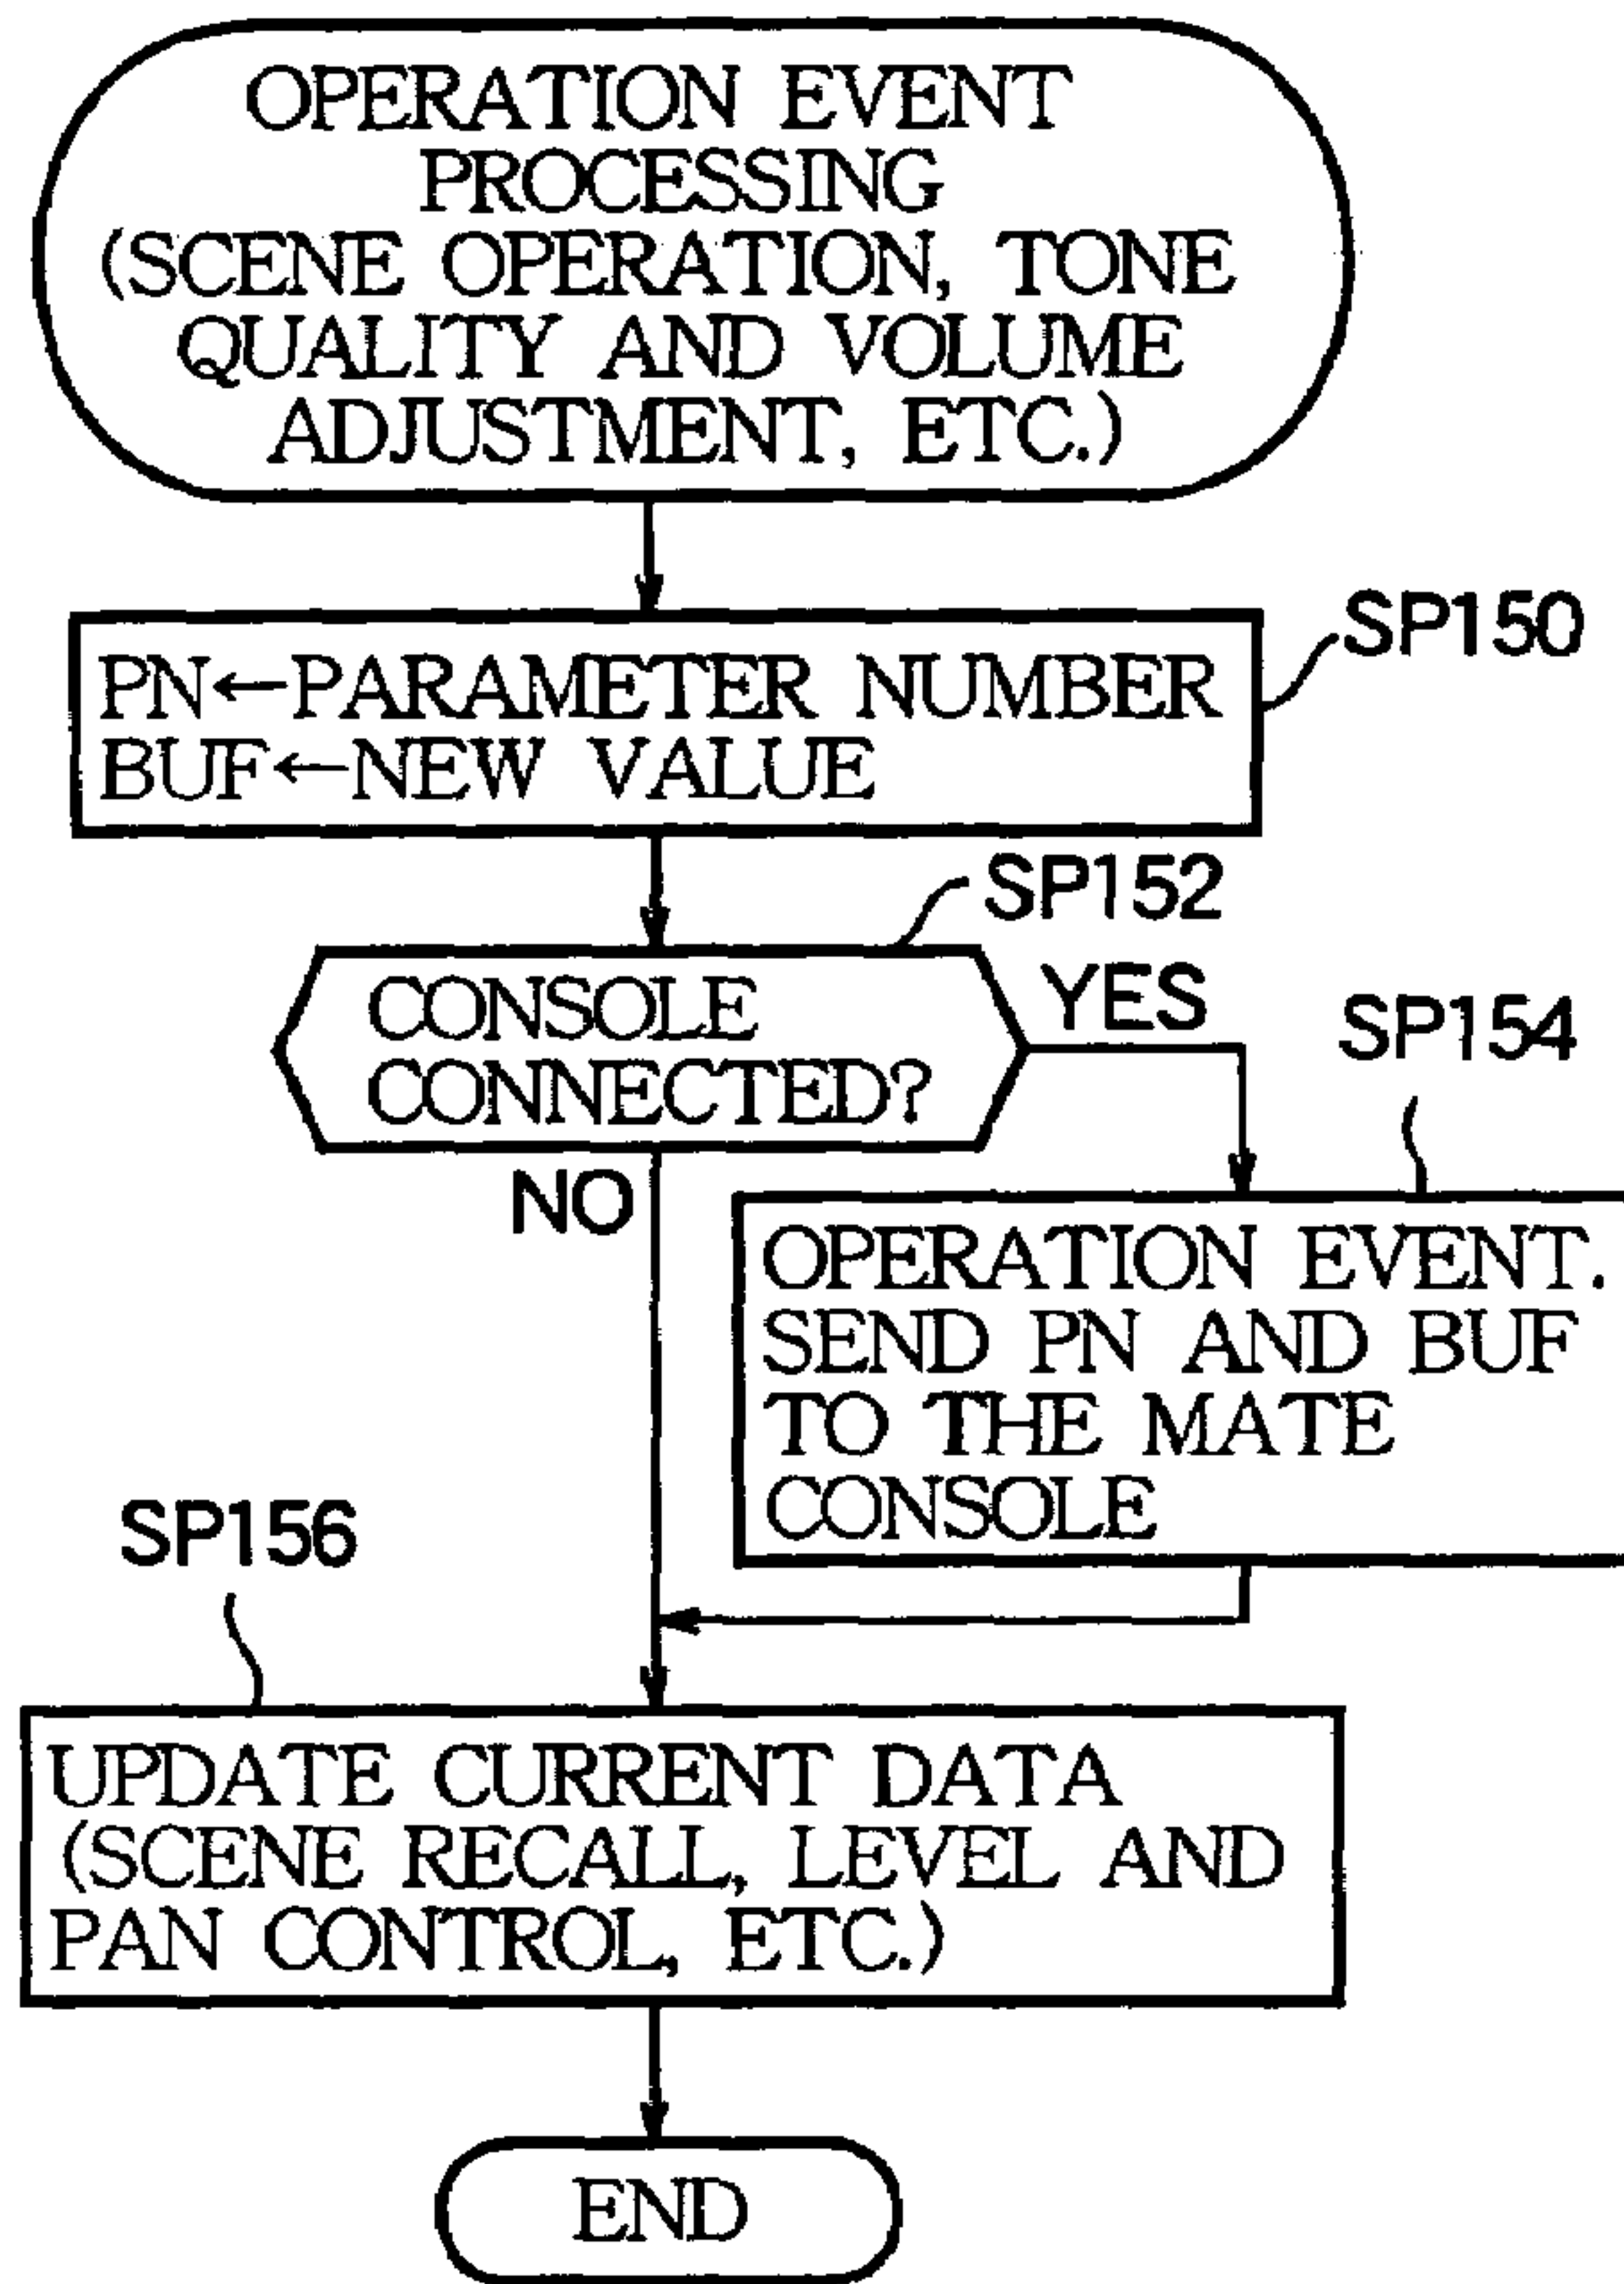 OPERATION EVENT
PROCESSING
(SCENE OPERATION, TONE
QUALITY AND VOLUME
ADJUSTMENT, ETC.)
SP150
PN←PARAMETER NUMBER
BUF←NEW VALUE
SP152
CONSOLE
CONNECTED?
YES
NO
SP154
OPERATION EVENT.
SEND PN AND BUF
TO THE MATE
CONSOLE
SP156
UPDATE CURRENT DATA
(SCENE RECALL, LEVEL AND
PAN CONTROL, ETC.)
END